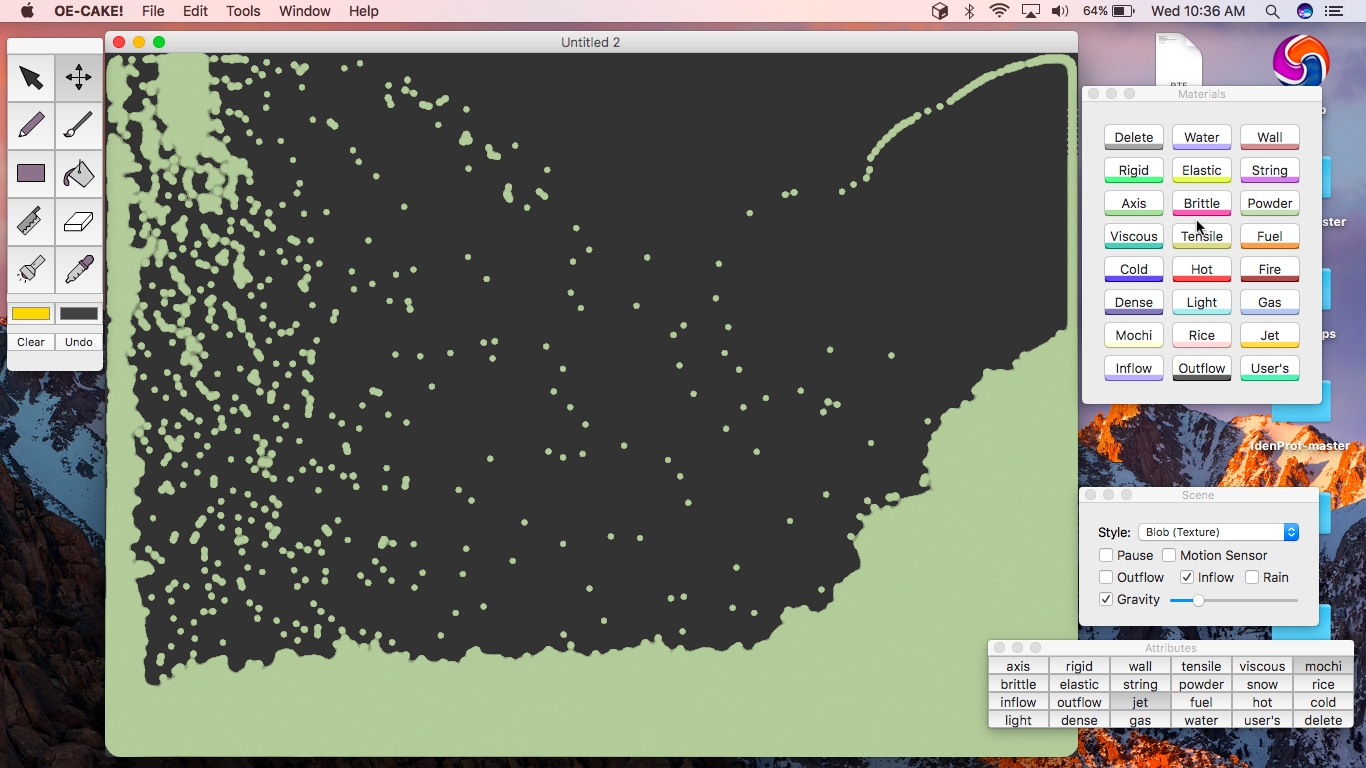 OE-CAKE! File Edit Tools Window Help 64% Wed 10:36 AM
Untitled 2
Clear Undo
Materials
Delete Water Wall
Rigid Elastic String
Axis Brittle Powder
Viscous Tensile Fuel
Cold Hot Fire
Dense Light Gas
Mochi Rice Jet
Inflow Outflow User's
ster
ps
IdenProf-master
Scene
Style: Blob (Texture)
Pause Motion Sensor
Outflow Inflow Rain
Gravity
Attributes
axis rigid wall tensile viscous mochi
brittle elastic string powder snow rice
inflow outflow jet fuel hot cold
light dense gas water user's delete